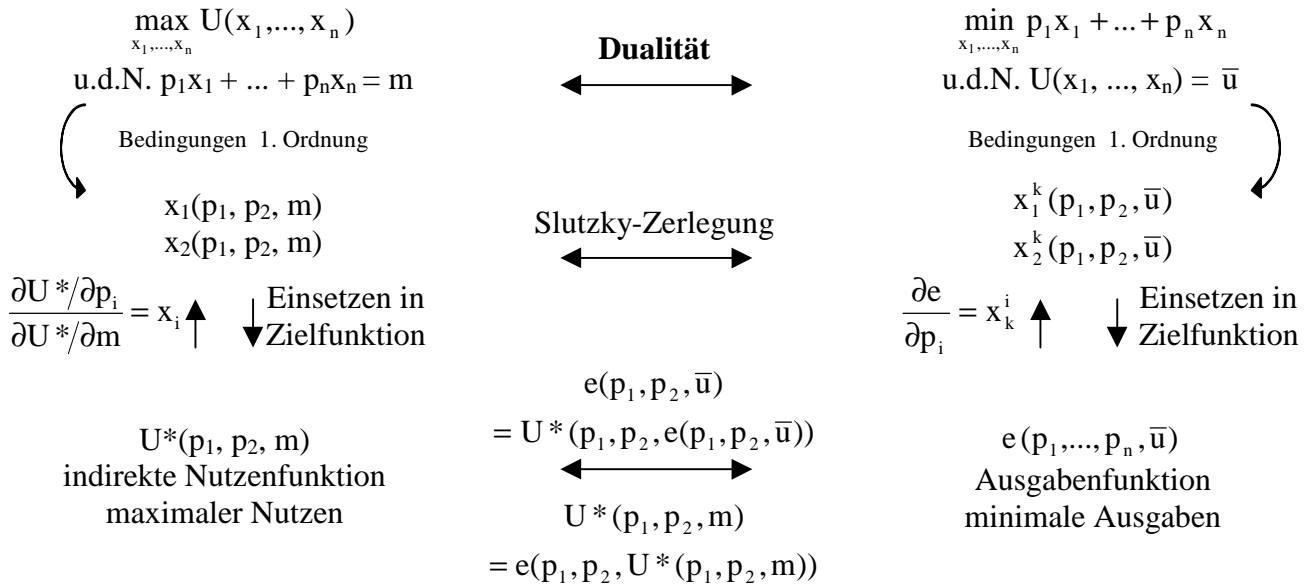 max U(x₁,...,xₙ)
x₁,...,xₙ
u.d.N. p₁x₁ + ... + pₙxₙ = m
Bedingungen 1. Ordnung
x₁(p₁, p₂, m)
x₂(p₁, p₂, m)
∂U*/∂pᵢ / ∂U*/∂m = xᵢ
Einsetzen in
Zielfunktion
U*(p₁, p₂, m)
indirekte Nutzenfunktion
maximaler Nutzen
Dualität
Slutzky-Zerlegung
e(p₁, p₂, u̅)
= U*(p₁, p₂, e(p₁, p₂, u̅))
U*(p₁, p₂, m)
= e(p₁, p₂, U*(p₁, p₂, m))
min p₁x₁ + ... + pₙxₙ
x₁,...,xₙ
u.d.N. U(x₁, ..., xₙ) = u̅
Bedingungen 1. Ordnung
x₁ᵏ(p₁, p₂, u̅)
x₂ᵏ(p₁, p₂, u̅)
∂e/∂pᵢ = xₖⁱ
Einsetzen in
Zielfunktion
e(p₁,..., pₙ, u̅)
Ausgabenfunktion
minimale Ausgaben